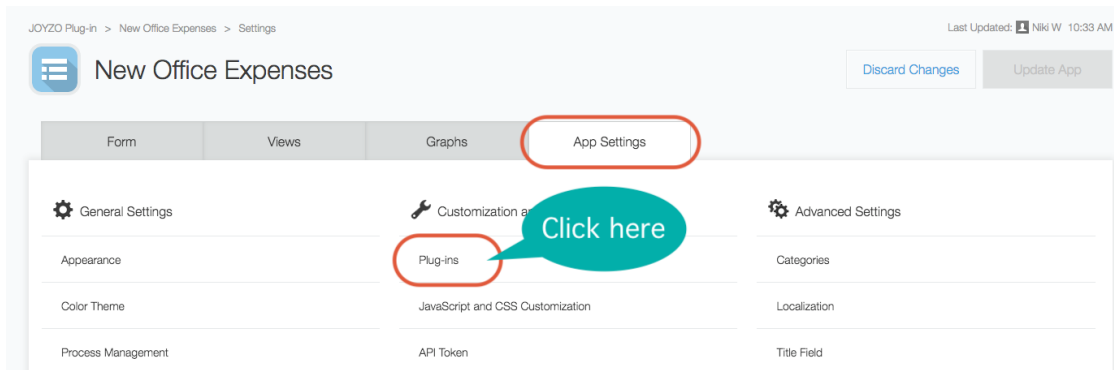 JOYZO Plug-in > New Office Expenses > Settings
Last Updated: Niki W 10:33 AM
New Office Expenses
Discard Changes
Update App
Form
Views
Graphs
App Settings
General Settings
Appearance
Color Theme
Process Management
Customization a
Click here
Plug-ins
JavaScript and CSS Customization
API Token
Advanced Settings
Categories
Localization
Title Field